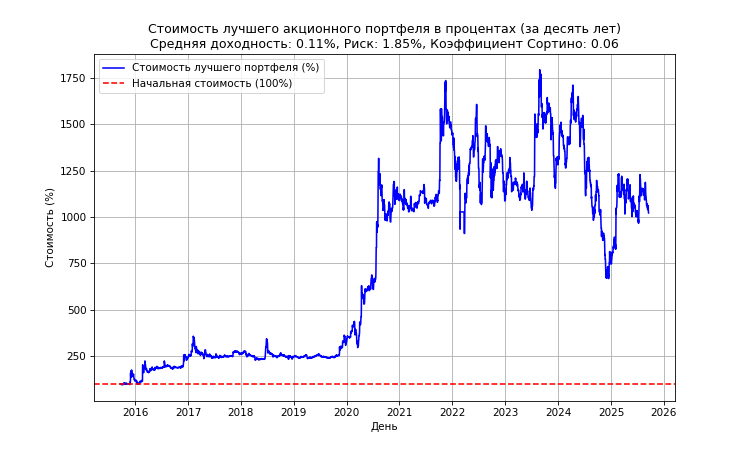 Стоимость лучшего акционного портфеля в процентах (за десять лет)
Средняя доходность: 0.11%, Риск: 1.85%, Коэффициент Сортино: 0.06
Стоимость лучшего портфеля (%)
Начальная стоимость (100%)
Стоимость (%)
1750
1500
1250
1000
750
500
250
2016 2017 2018 2019 2020 2021 2022 2023 2024 2025 2026
День